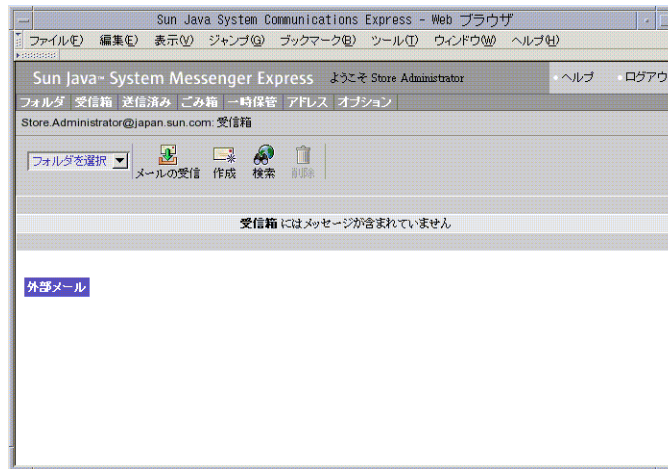 Sun Java System Communications Express - Web ブラウザ
ファイル(F) 編集(E) 表示(V) ジャンプ(G) ブックマーク(B) ツール(T) ウィンドウ(W) ヘルプ(H)
Sun Java™ System Messenger Express ようこそ Store Administrator ヘルプ ログアウ
フォルダ 受信箱 送信済み ごみ箱 一時保管 アドレス オプション
Store.Administrator@japan.sun.com: 受信箱
フォルダを選択 メールの受信 作成 検索 削除
受信箱 にはメッセージが含まれていません
外部メール